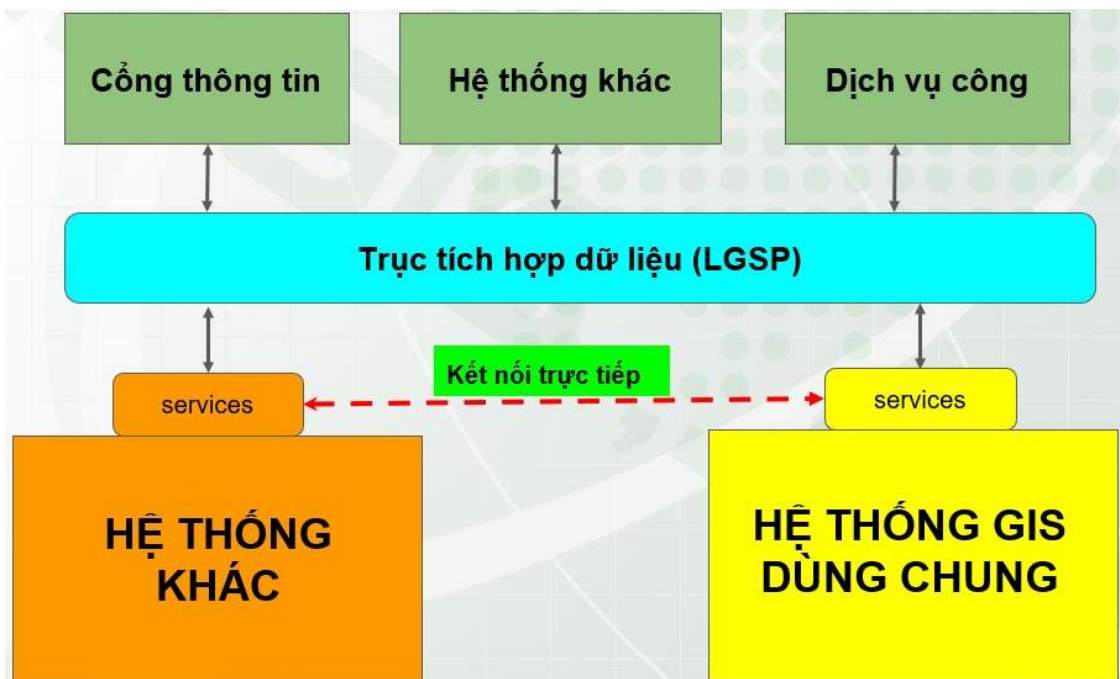 Cổng thông tin
Hệ thống khác
Dịch vụ công
Trục tích hợp dữ liệu (LGSP)
Kết nối trực tiếp
services
services
HỆ THỐNG
KHÁC
HỆ THỐNG GIS
DÙNG CHUNG